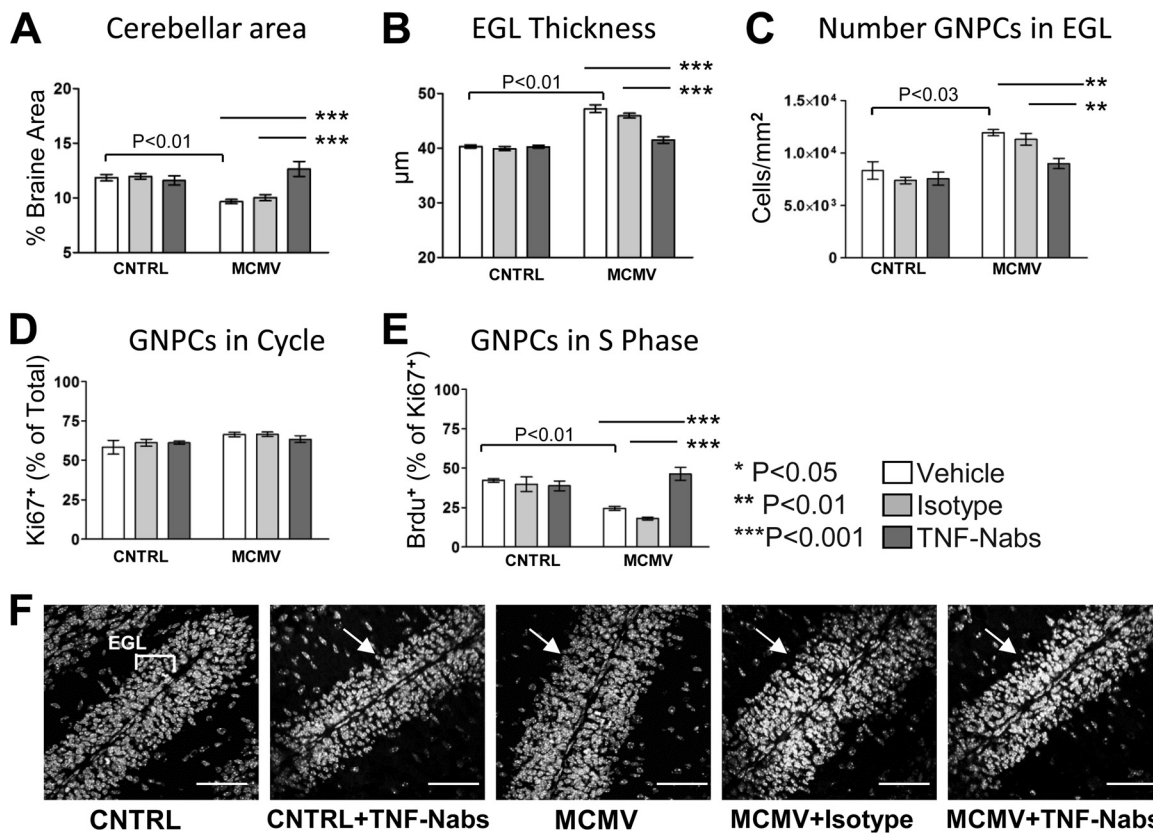 A
Cerebellar area
% Braine Area
20
15
10
5
P<0.01
***
***
CNTRL
MCMV
B
EGL Thickness
µm
50
40
30
20
P<0.01
***
***
CNTRL
MCMV
C
Number GNPCs in EGL
Cells/mm²
1.5×10⁴
1.0×10⁴
5.0×10³
0
P<0.03
**
**
CNTRL
MCMV
D
GNPCs in Cycle
Ki67⁺ (% of Total)
100
75
50
25
0
CNTRL
MCMV
E
GNPCs in S Phase
Brdu⁺ (% of Ki67⁺)
100
75
50
25
0
P<0.01
***
***
CNTRL
MCMV
* P<0.05
** P<0.01
***P<0.001
Vehicle
Isotype
TNF-Nabs
F
EGL
CNTRL
CNTRL+TNF-Nabs
MCMV
MCMV+Isotype
MCMV+TNF-Nabs